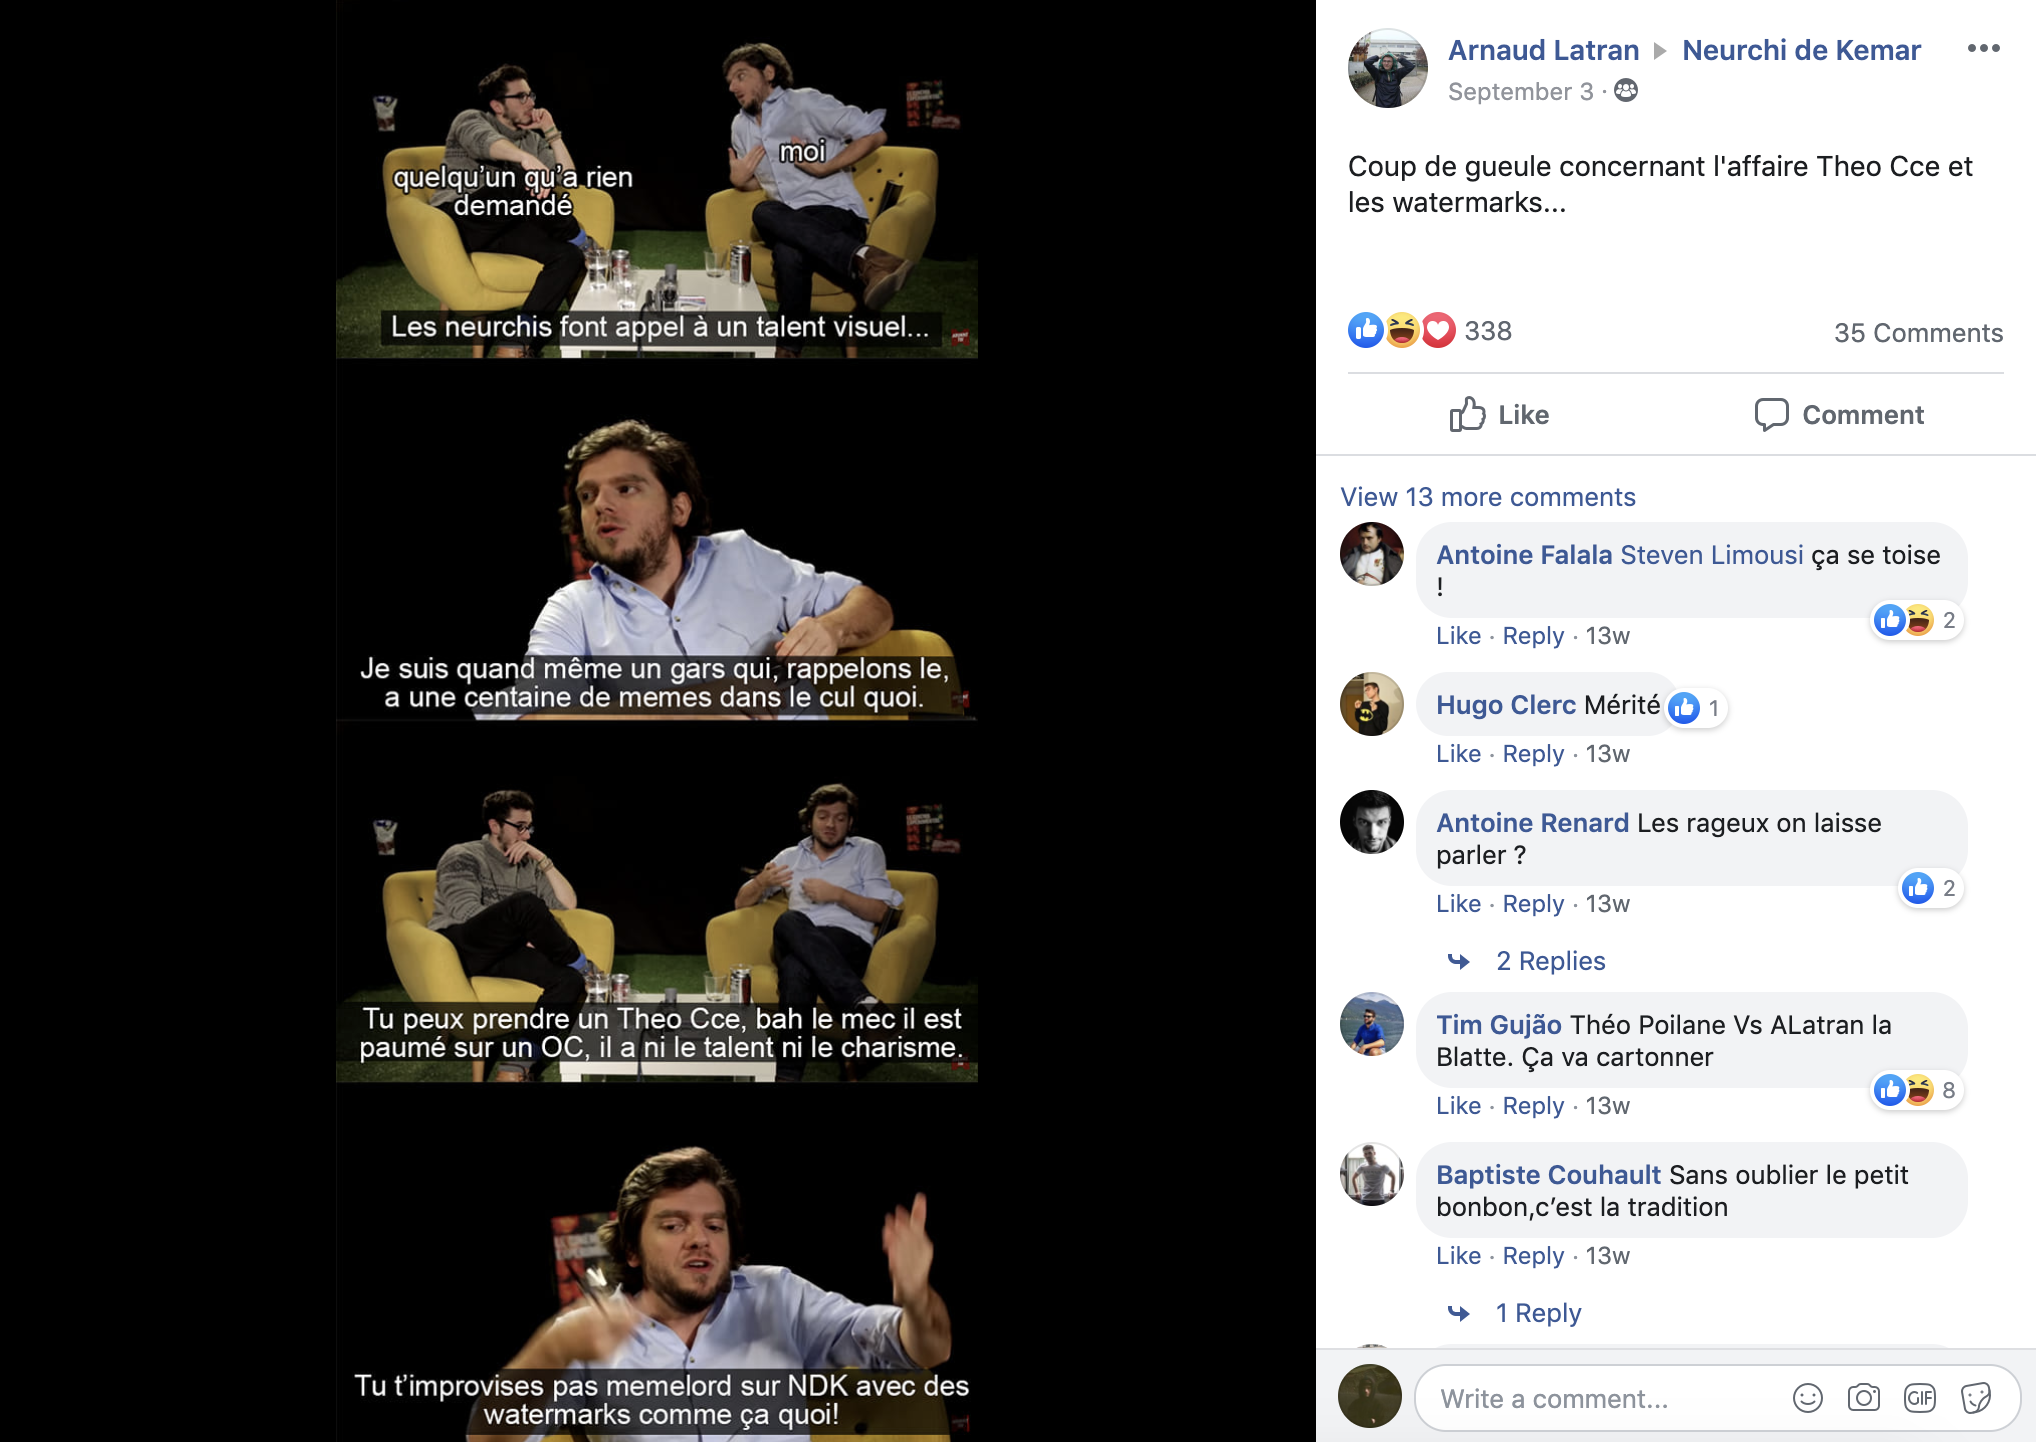 moi
quelqu'un qu'a rien
demandé
Les neurchis font appel à un talent visuel...
Je suis quand même un gars qui, rappelons le,
a une centaine de memes dans le cul quoi.
Tu peux prendre un Theo Cce, bah le mec il est
paumé sur un OC, il a ni le talent ni le charisme.
Tu t'improvises pas memelord sur NDK avec des
watermarks comme ça quoi!
Arnaud Latran Neurchi de Kemar
September 3 ·
Coup de gueule concernant l'affaire Theo Cce et
les watermarks...
338
35 Comments
Like
Comment
View 13 more comments
Antoine Falala Steven Limousi ça se toise
!
2
Like · Reply · 13w
Hugo Clerc Mérité
1
Like · Reply · 13w
Antoine Renard Les rageux on laisse
parler ?
2
Like · Reply · 13w
2 Replies
Tim Gujão Théo Poilane Vs ALatran la
Blatte. Ça va cartonner
8
Like · Reply · 13w
Baptiste Couhault Sans oublier le petit
bonbon,c’est la tradition
Like · Reply · 13w
1 Reply
Write a comment...
GIF